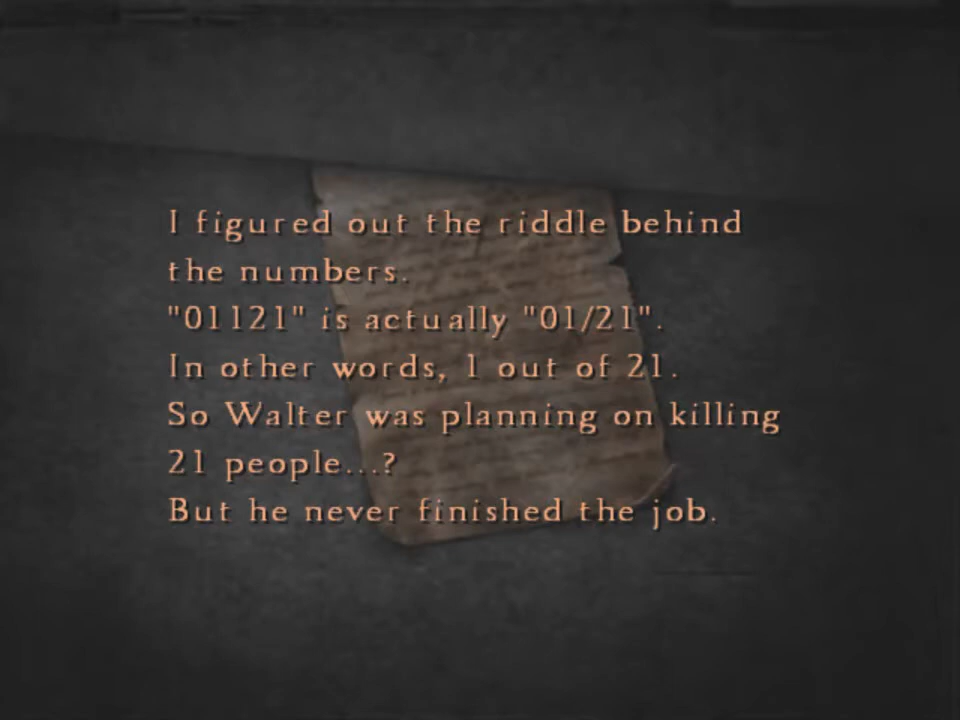 I figured out the riddle behind
the numbers.
"01121" is actually "01/21".
In other words, 1 out of 21.
So Walter was planning on killing
21 people...?
But he never finished the job.